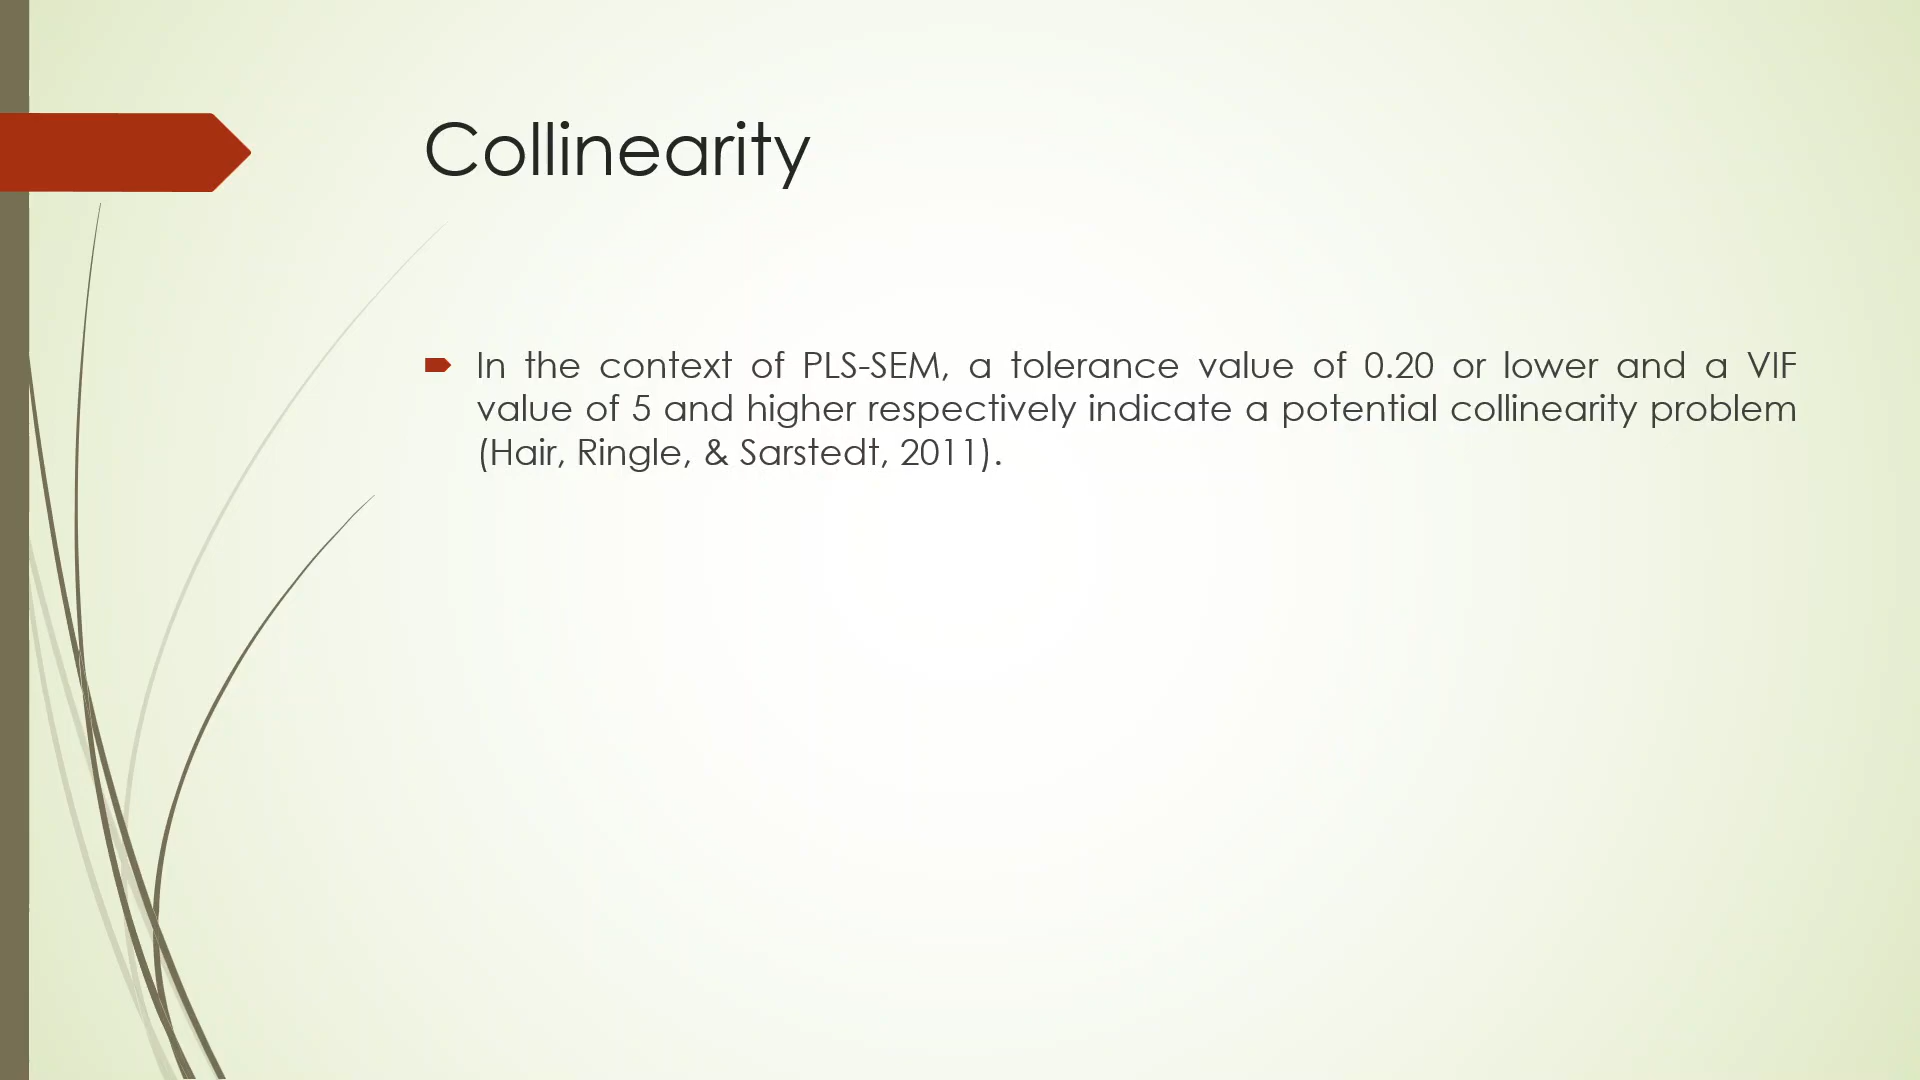 Collinearity
In the context of PLS-SEM, a tolerance value of 0.20 or lower and a VIF
value of 5 and higher respectively indicate a potential collinearity problem
(Hair, Ringle, & Sarstedt, 2011).